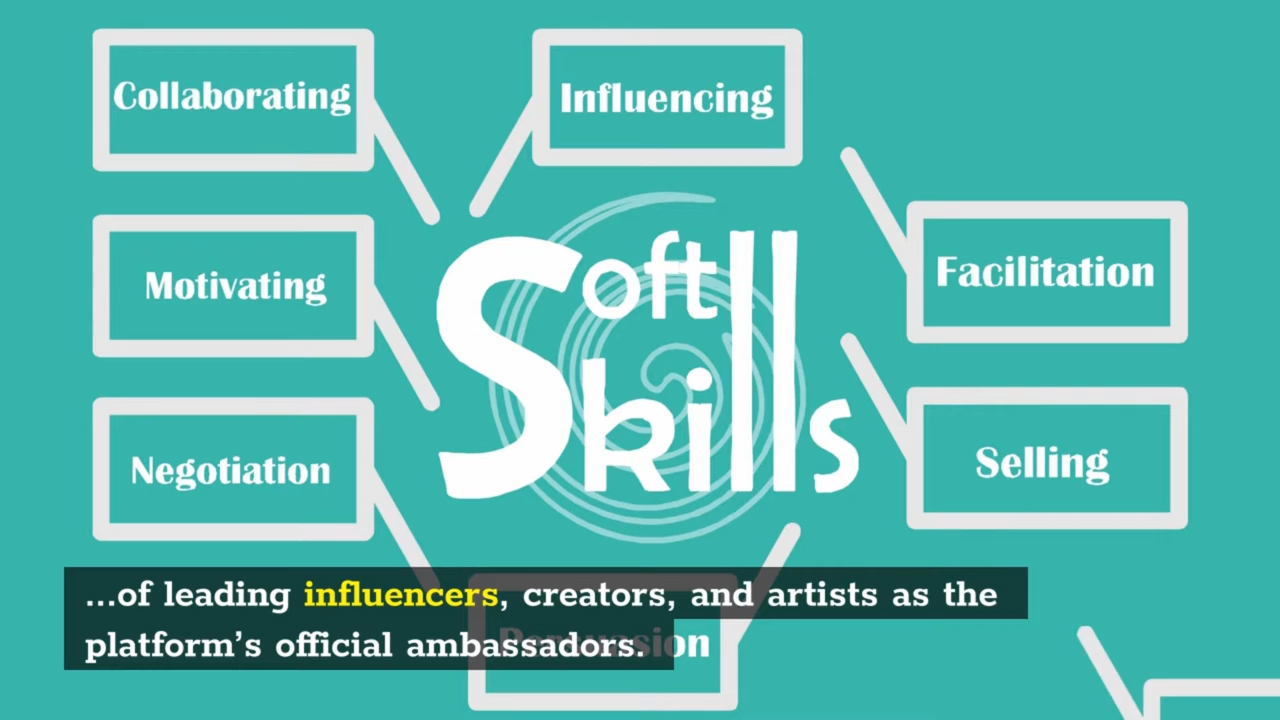 Collaborating
Influencing
Facilitation
Motivating
Soft
Skills
Selling
Negotiation
Persuasion
…of leading influencers, creators, and artists as the
platform’s official ambassadors.